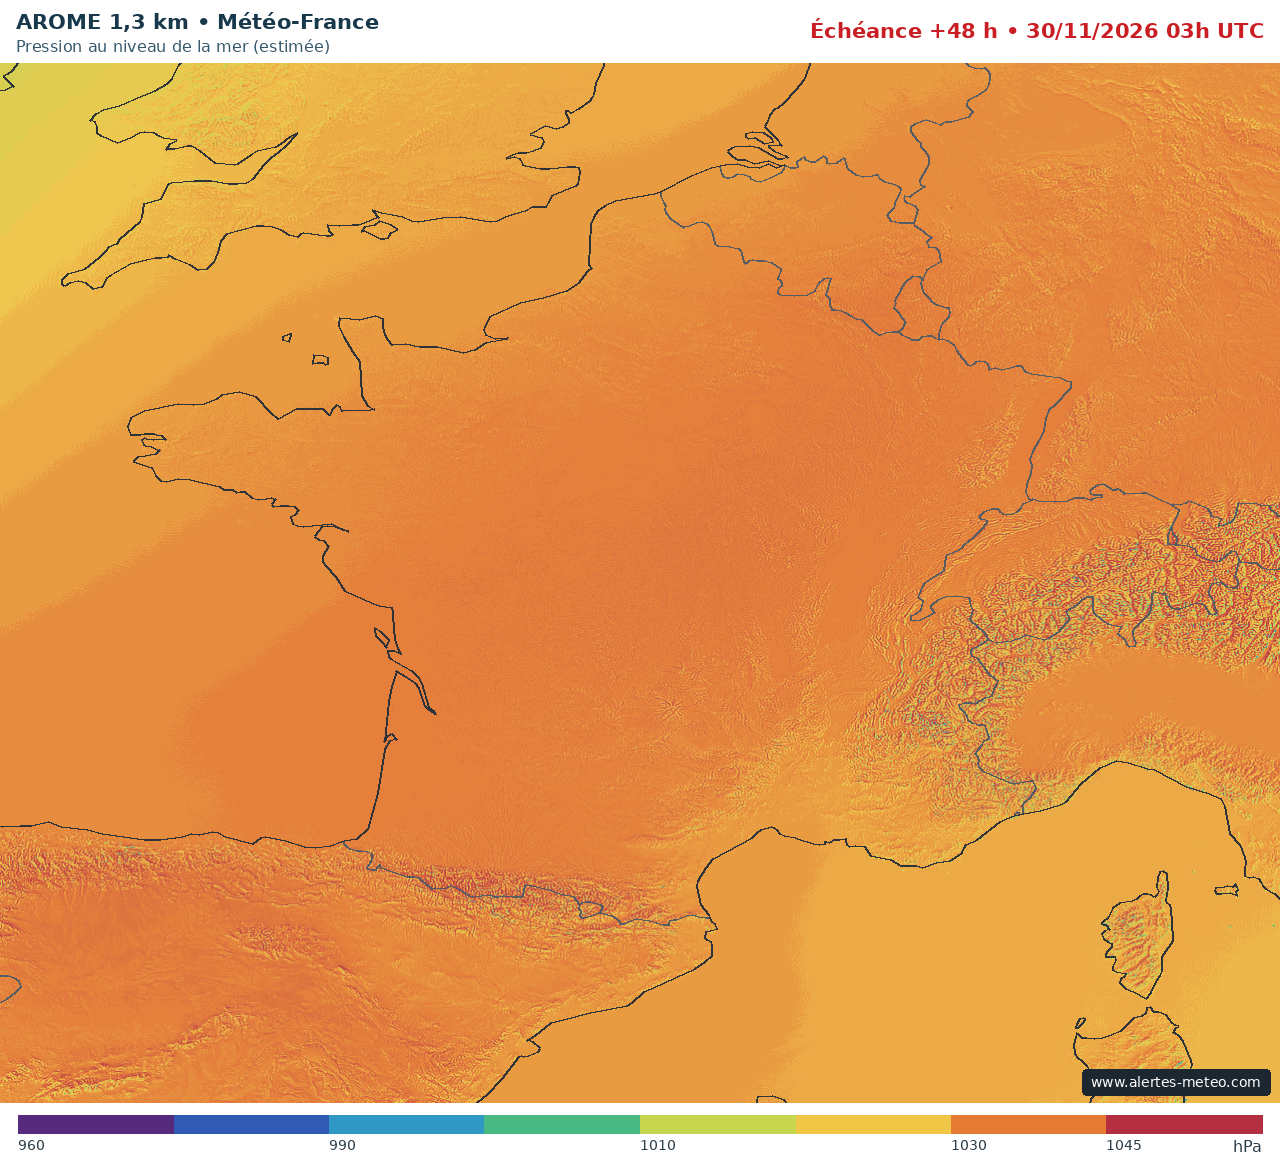 AROME 1,3 km • Météo-France
Pression au niveau de la mer (estimée)
Échéance +48 h • 30/11/2026 03h UTC
www.alertes-meteo.com
960 990 1010 1030 1045 hPa